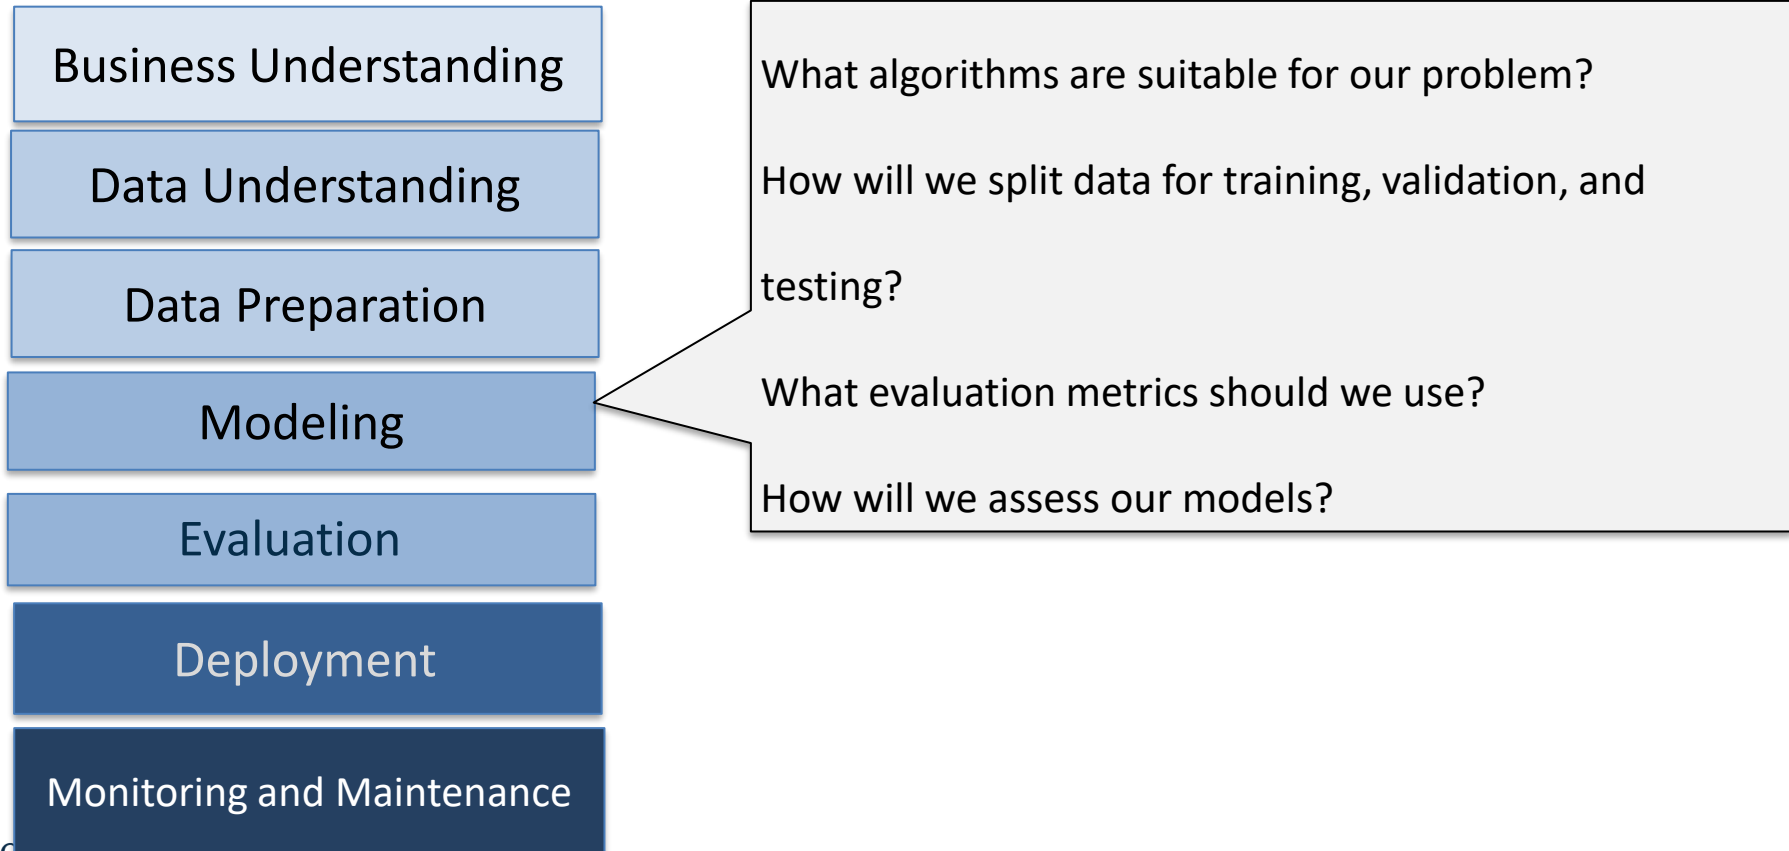 Business Understanding
Data Understanding
Data Preparation
Modeling
Evaluation
Deployment
Monitoring and Maintenance
What algorithms are suitable for our problem?
How will we split data for training, validation, and
testing?
What evaluation metrics should we use?
How will we assess our models?